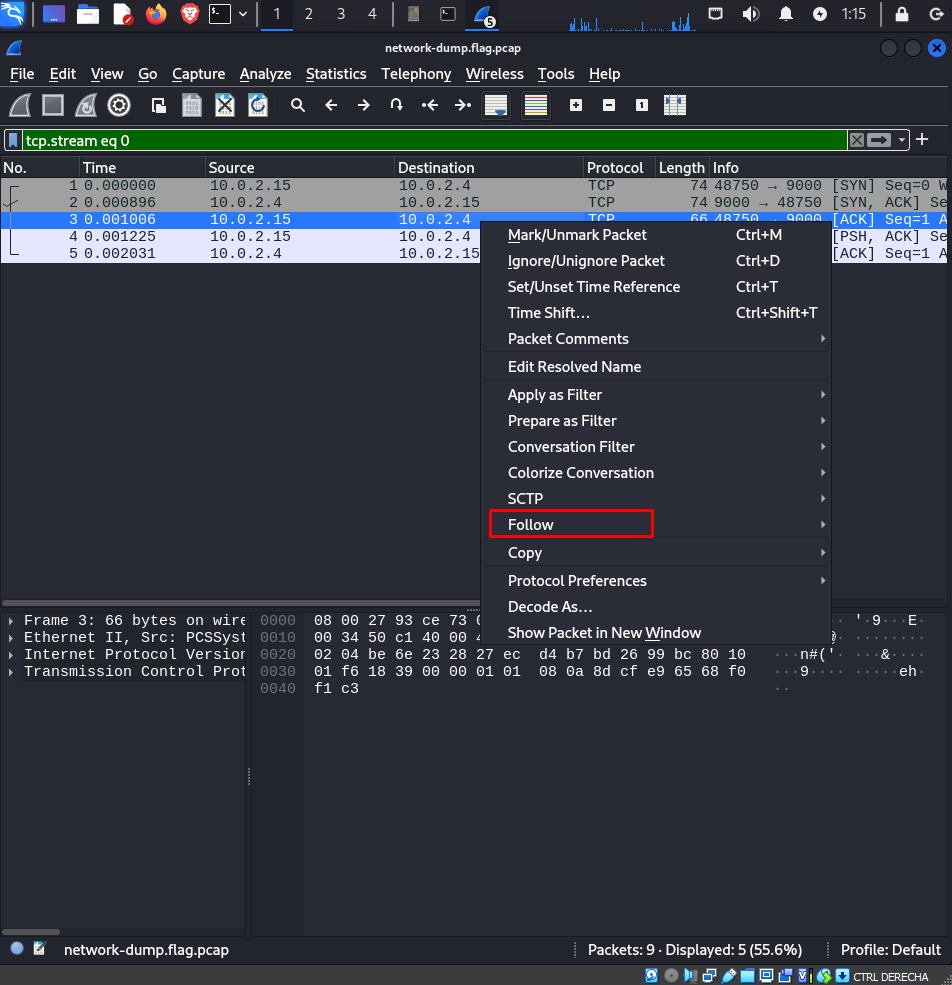 1 2 3 4 5 1:15
network-dump.flag.pcap
File Edit View Go Capture Analyze Statistics Telephony Wireless Tools Help
tcp.stream eq 0
No. Time Source Destination Protocol Length Info
1 0.000000 10.0.2.15 10.0.2.4 TCP 74 48750 → 9000 [SYN] Seq=0 W
2 0.000896 10.0.2.4 10.0.2.15 TCP 74 9000 → 48750 [SYN, ACK] Se
3 0.001006 10.0.2.15 10.0.2.4 TCP 66 48750 → 9000 [ACK] Seq=1 A
4 0.001225 10.0.2.15 10.0.2.4 [PSH, ACK] Se
5 0.002031 10.0.2.4 10.0.2.15 [ACK] Seq=1 A
Mark/Unmark Packet Ctrl+M
Ignore/Unignore Packet Ctrl+D
Set/Unset Time Reference Ctrl+T
Time Shift… Ctrl+Shift+T
Packet Comments
Edit Resolved Name
Apply as Filter
Prepare as Filter
Conversation Filter
Colorize Conversation
SCTP
Follow
Copy
Protocol Preferences
Decode As…
Show Packet in New Window
Frame 3: 66 bytes on wire
Ethernet II, Src: PCSSyst
Internet Protocol Version
Transmission Control Prot
0000 08 00 27 93 ce 73 ··'·9···E·
0010 00 34 50 c1 40 00 @· ········
0020 02 04 be 6e 23 28 27 ec d4 b7 bd 26 99 bc 80 10 ···n#('· ···&····
0030 01 f6 18 39 00 00 01 01 08 0a 8d cf e9 65 68 f0 ···9···· ·····eh·
0040 f1 c3 ··
network-dump.flag.pcap Packets: 9 · Displayed: 5 (55.6%) Profile: Default
CTRL DERECHA